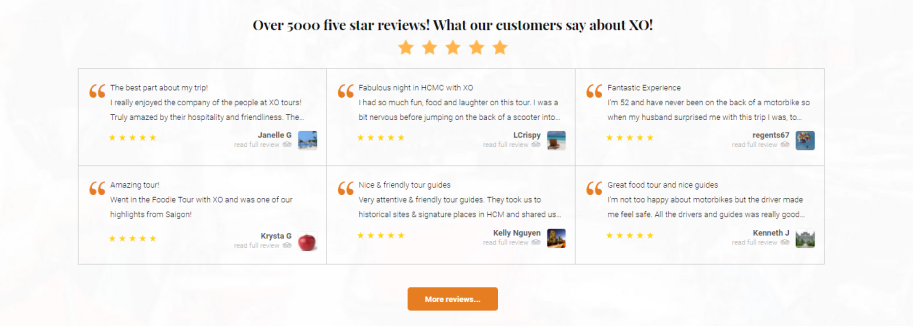 Over 5000 five star reviews! What our customers say about XO!
The best part about my trip!
I really enjoyed the company of the people at XO tours!
Truly amazed by their hospitality and friendliness. The...
Janelle G
read full review
Fabulous night in HCMC with XO
I had so much fun, food and laughter on this tour. I was a
bit nervous before jumping on the back of a scooter into...
LCrispy
read full review
Fantastic Experience
I'm 52 and have never been on the back of a motorbike so
when my husband surprised me with this trip I was, to...
regents67
read full review
Amazing tour!
Went in the Foodie Tour with XO and was one of our
highlights from Saigon!
Krysta G
read full review
Nice & friendly tour guides
Very attentive & friendly tour guides. They took us to
historical sites & signature places in HCM and shared us...
Kelly Nguyen
read full review
Great food tour and nice guides
I'm not too happy about motorbikes but the driver made
me feel safe. All the drivers and guides was really good...
Kenneth J
read full review
More reviews...